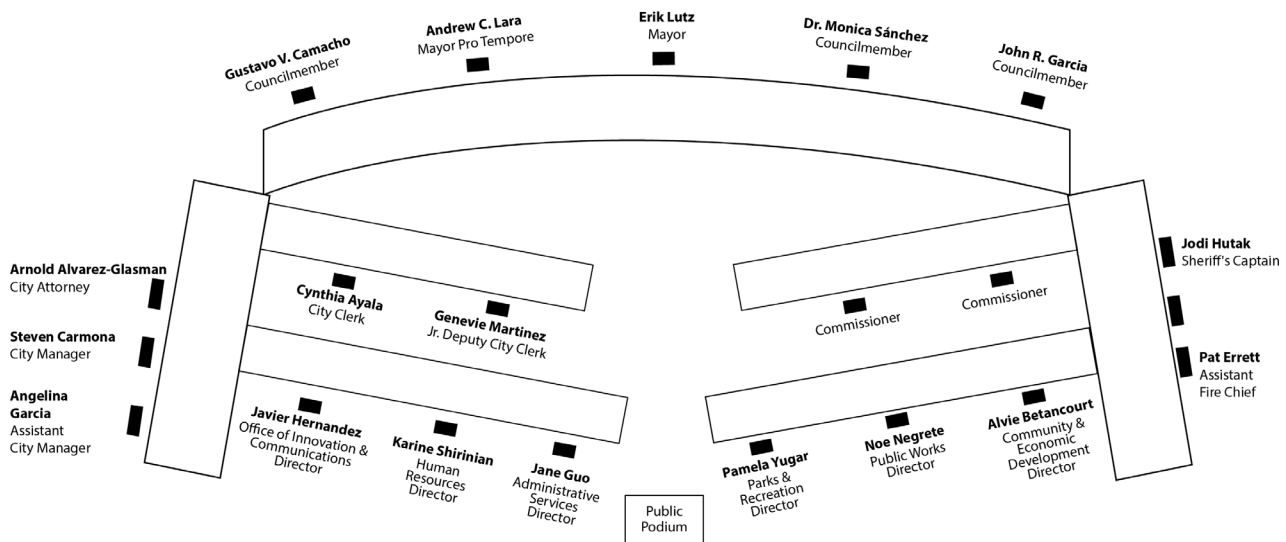 Gustavo V. Camacho
Councilmember
Andrew C. Lara
Mayor Pro Tempore
Erik Lutz
Mayor
Dr. Monica Sánchez
Councilmember
John R. Garcia
Councilmember
Arnold Alvarez-Glasman
City Attorney
Steven Carmona
City Manager
Angelina
Garcia
Assistant
City Manager
Cynthia Ayala
City Clerk
Genevie Martinez
Jr. Deputy City Clerk
Commissioner
Commissioner
Jodi Hutak
Sheriff's Captain
Pat Errett
Assistant
Fire Chief
Javier Hernandez
Office of Innovation &
Communications
Director
Karine Shirinian
Human
Resources
Director
Jane Guo
Administrative
Services
Director
Pamela Yugar
Parks &
Recreation
Director
Noe Negrete
Public Works
Director
Alvie Betancourt
Community &
Economic
Development
Director
Public
Podium